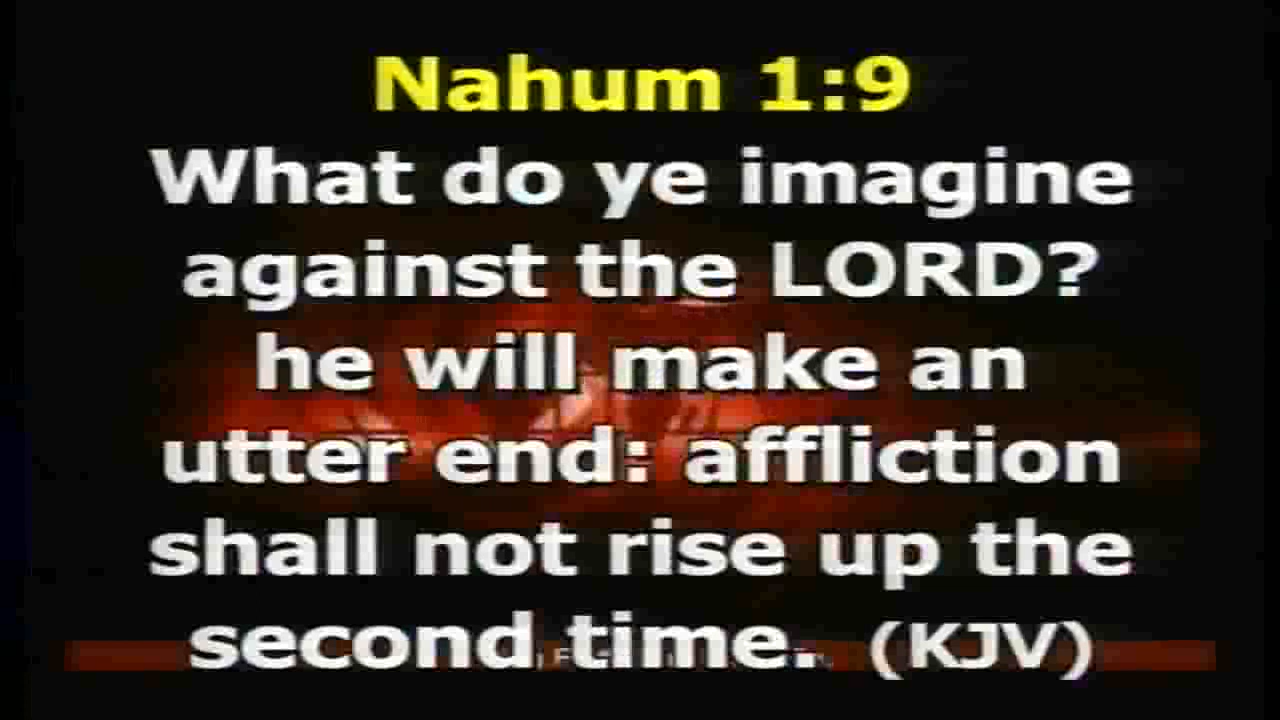 Nahum 1:9
What do ye imagine
against the LORD?
he will make an
utter end: affliction
shall not rise up the
second time. (KJV)